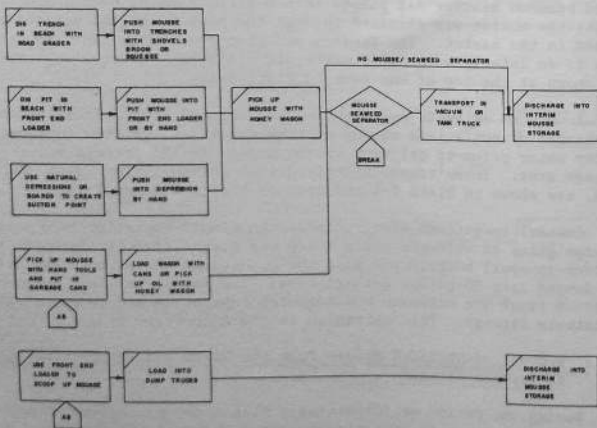 DIG TRENCH
IN BEACH WITH
ROAD GRADER
PUSH MOUSSE
INTO TRENCHES
WITH SHOVELS
BROOM OR
SQUEEGE
NO MOUSSE/SEAWEED SEPARATOR
DIG PIT IN
BEACH WITH
FRONT END
LOADER
PUSH MOUSSE INTO
PIT WITH
FRONT END LOADER
OR BY HAND
PICK UP
MOUSSE WITH
HONEY WAGON
MOUSSE
SEAWEED
SEPARATOR
BREAK
TRANSPORT IN
VACUUM OR
TANK TRUCK
DISCHARGE INTO
INTERIM
MOUSSE
STORAGE
USE NATURAL
DEPRESSIONS OR
BOARDS TO CREATE
SUCTION POINT
PUSH MOUSSE
INTO DEPRESSION
BY HAND
PICK UP MOUSSE
WITH HAND TOOLS
AND PUT IN
GARBAGE CANS
AB
LOAD WAGON WITH
CANS OR PICK
UP OIL WITH
HONEY WAGON
USE FRONT END
LOADER TO
SCOOP UP MOUSSE
AB
LOAD INTO
DUMP TRUCKS
DISCHARGE INTO
INTERIM
MOUSSE
STORAGE